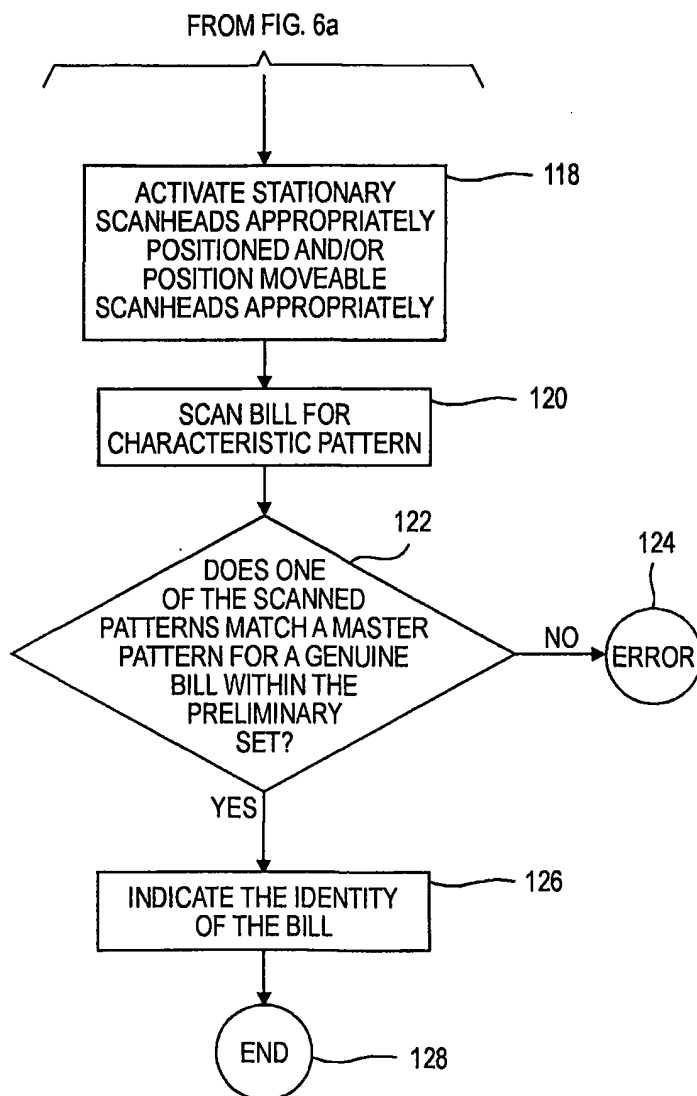 FROM FIG. 6a
ACTIVATE STATIONARY
SCANHEADS APPROPRIATELY
POSITIONED AND/OR
POSITION MOVEABLE
SCANHEADS APPROPRIATELY
118
SCAN BILL FOR
CHARACTERISTIC PATTERN
120
DOES ONE
OF THE SCANNED
PATTERNS MATCH A MASTER
PATTERN FOR A GENUINE
BILL WITHIN THE
PRELIMINARY
SET?
122
NO
124
ERROR
YES
INDICATE THE IDENTITY
OF THE BILL
126
END
128